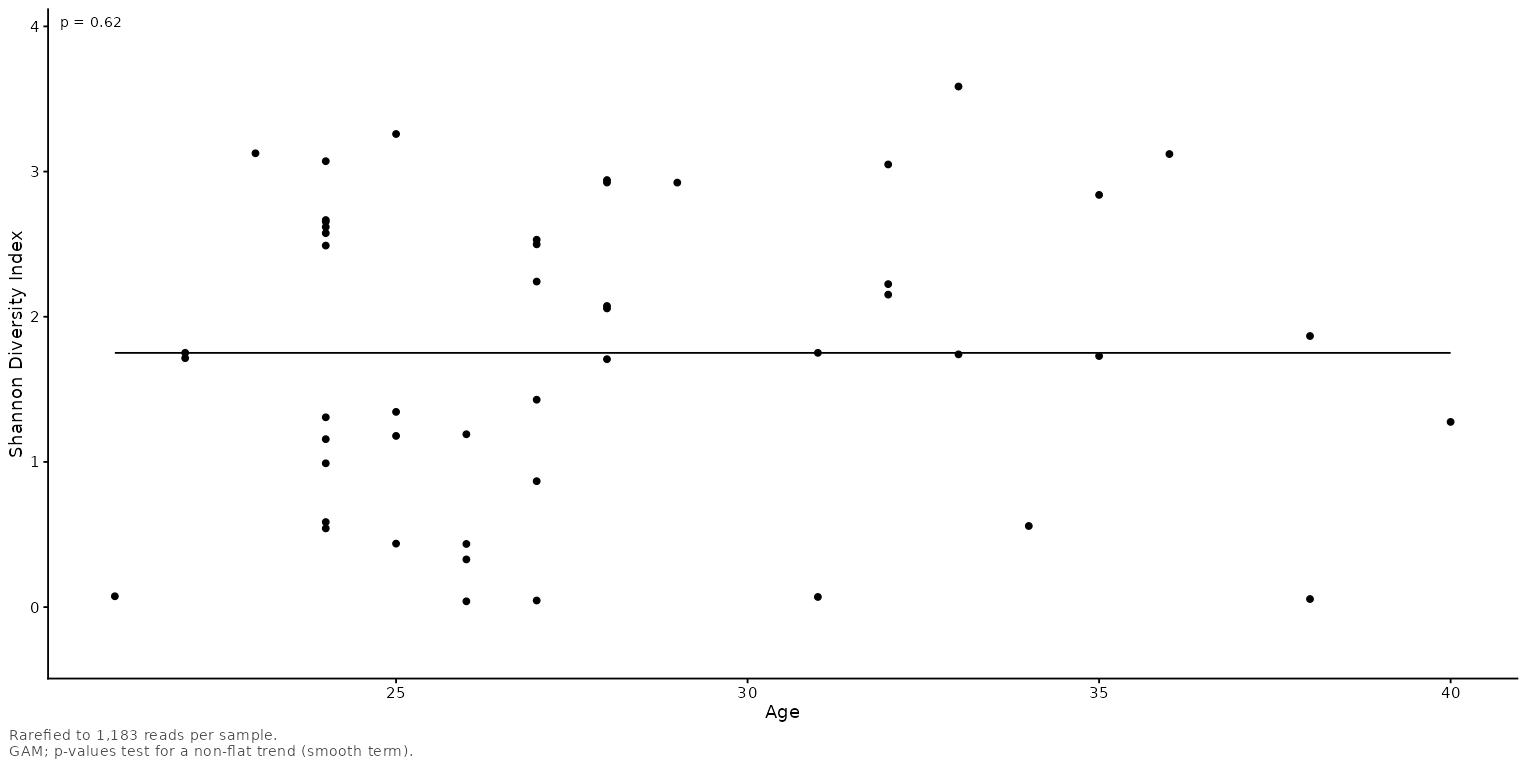 p = 0.62
4
3
2
1
0
Shannon Diversity Index
25 30 35 40
Age
Rarefied to 1,183 reads per sample.
GAM; p-values test for a non-flat trend (smooth term).